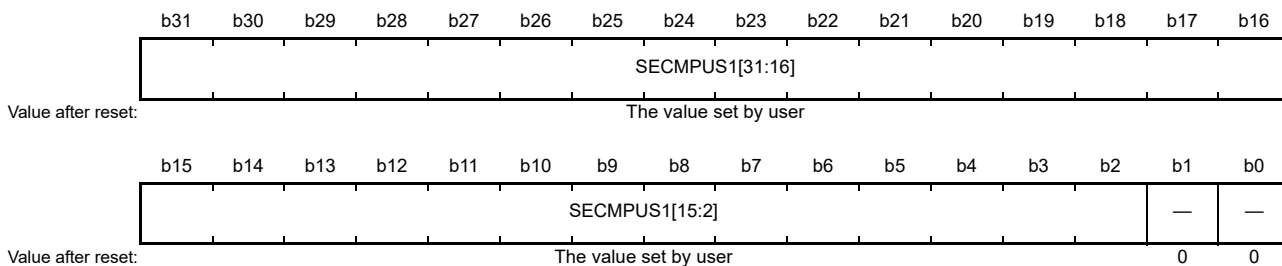 b31 b30 b29 b28 b27 b26 b25 b24 b23 b22 b21 b20 b19 b18 b17 b16
SECMPUS1[31:16]
Value after reset: The value set by user
b15 b14 b13 b12 b11 b10 b9 b8 b7 b6 b5 b4 b3 b2 b1 b0
SECMPUS1[15:2] — —
Value after reset: The value set by user 0 0